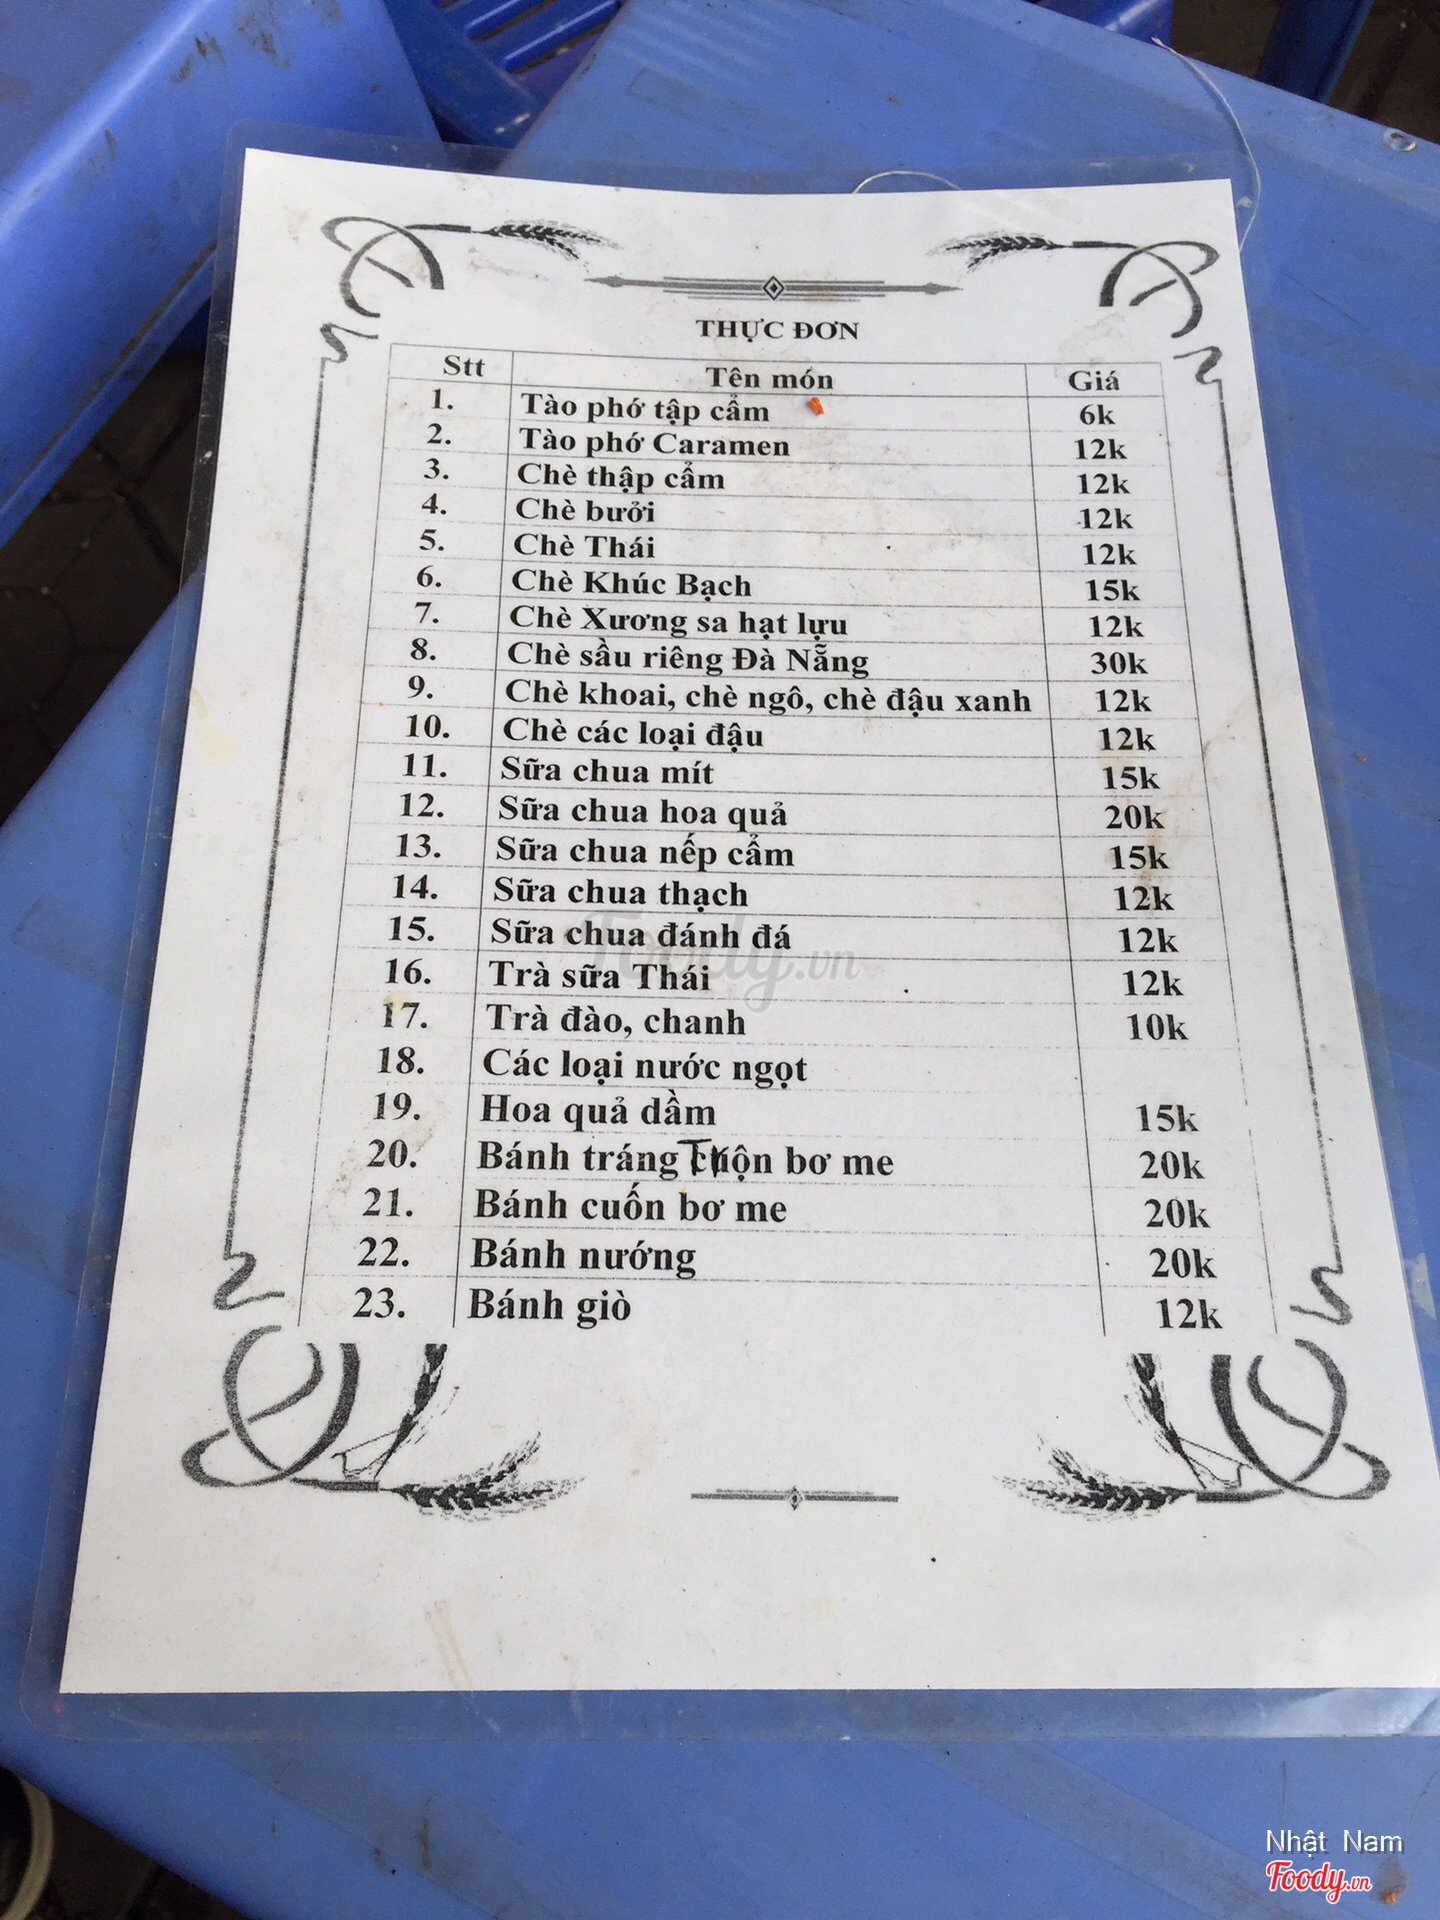 THỰC ĐƠN
Stt Tên món Giá
1. Tào phớ tập cẩm 6k
2. Tào phớ Caramen 12k
3. Chè thập cẩm 12k
4. Chè bưởi 12k
5. Chè Thái 12k
6. Chè Khúc Bạch 15k
7. Chè Xương sa hạt lựu 12k
8. Chè sầu riêng Đà Nẵng 30k
9. Chè khoai, chè ngô, chè đậu xanh 12k
10. Chè các loại đậu 12k
11. Sữa chua mít 15k
12. Sữa chua hoa quả 20k
13. Sữa chua nếp cẩm 15k
14. Sữa chua thạch 12k
15. Sữa chua đánh đá 12k
Foody.vn
16. Trà sữa Thái 12k
17. Trà đào, chanh 10k
18. Các loại nước ngọt
19. Hoa quả dầm 15k
20. Bánh tráng Trộn bơ me 20k
21. Bánh cuốn bơ me 20k
22. Bánh nướng 20k
23. Bánh giò 12k
Nhật Nam
Foody.vn